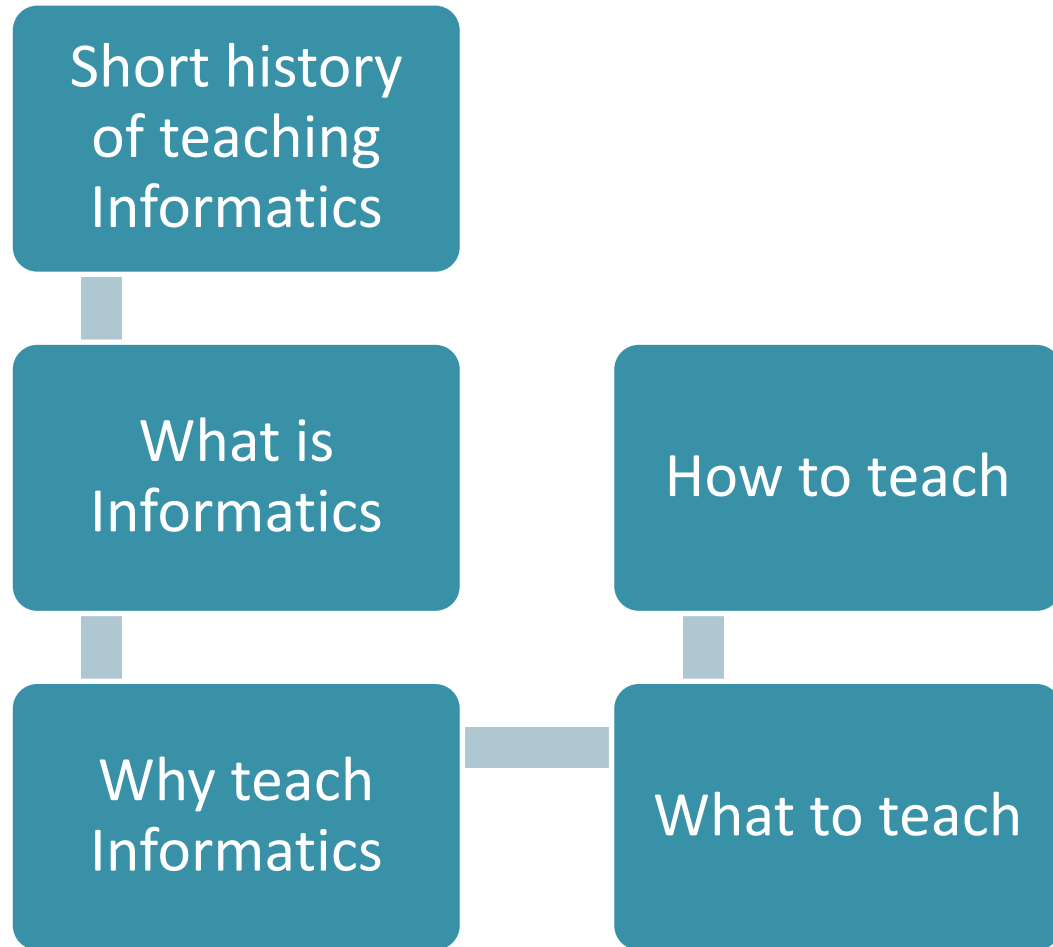 Short history
of teaching
Informatics
What is
Informatics
Why teach
Informatics
What to teach
How to teach